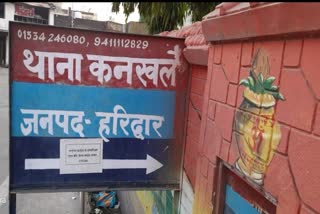 01334 246080, 9411112829
थाना कनखल
जनपद- हरिद्वार